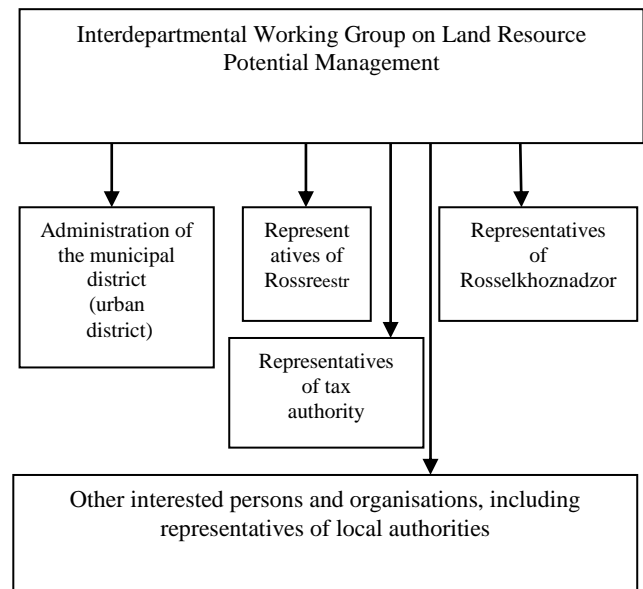 Interdepartmental Working Group on Land Resource
Potential Management
Administration of
the municipal
district
(urban
district)
Represent
atives of
Rossreestr
Representatives
of
Rosselkhoznadzor
Representatives
of tax
authority
Other interested persons and organisations, including
representatives of local authorities